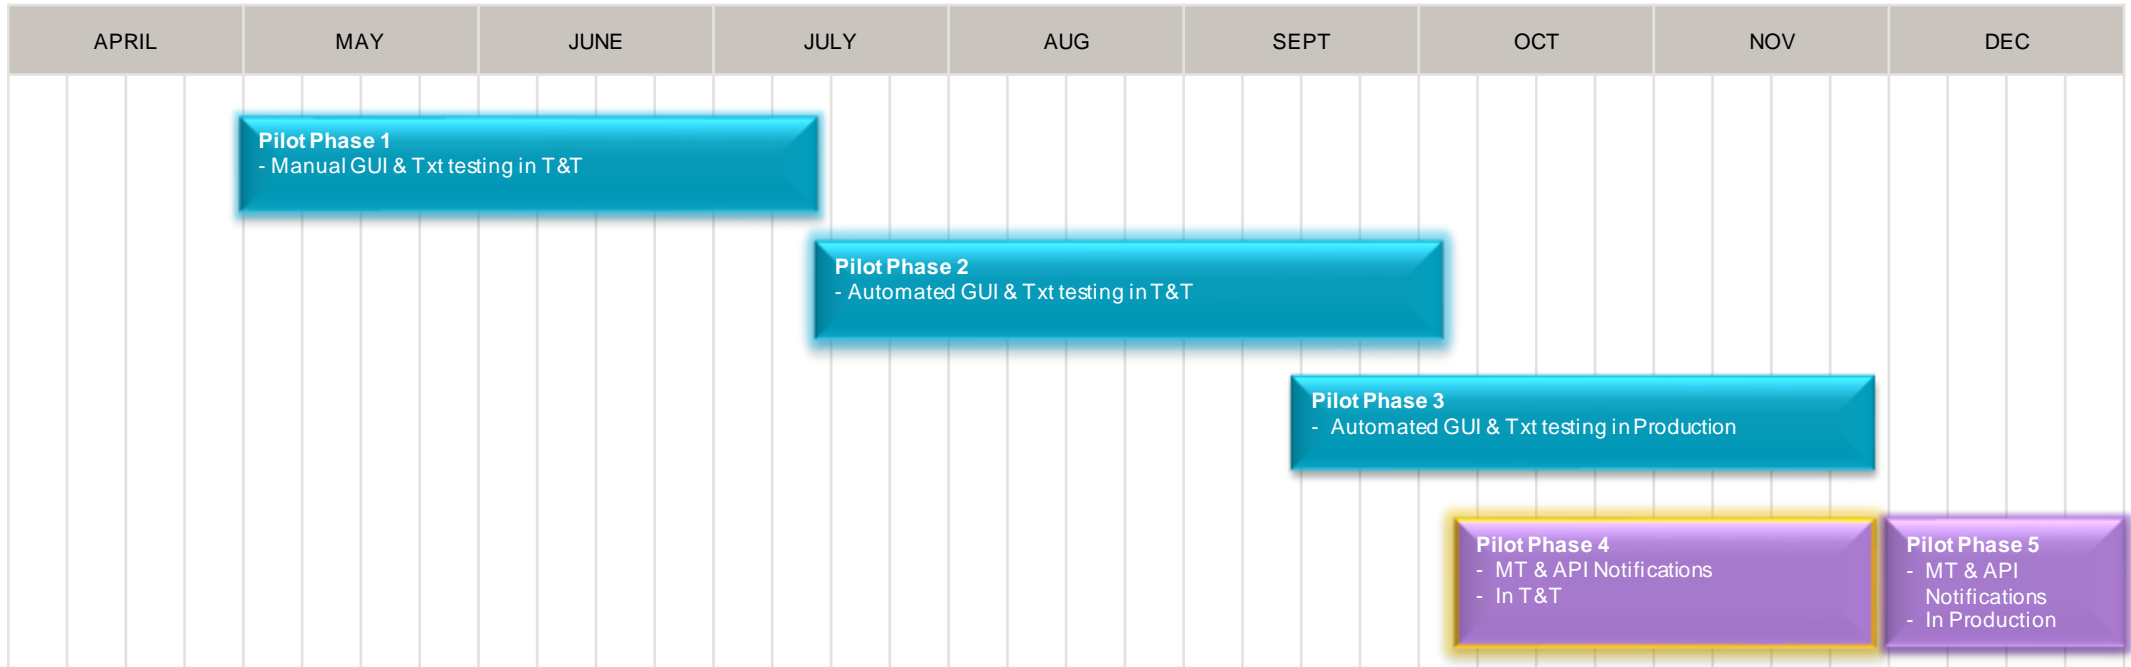 APRIL MAY JUNE JULY AUG SEPT OCT NOV DEC
Pilot Phase 1
- Manual GUI & Txt testing in T&T
Pilot Phase 2
- Automated GUI & Txt testing in T&T
Pilot Phase 3
- Automated GUI & Txt testing in Production
Pilot Phase 4
- MT & API Notifications
- In T&T
Pilot Phase 5
- MT & API
Notifications
- In Production